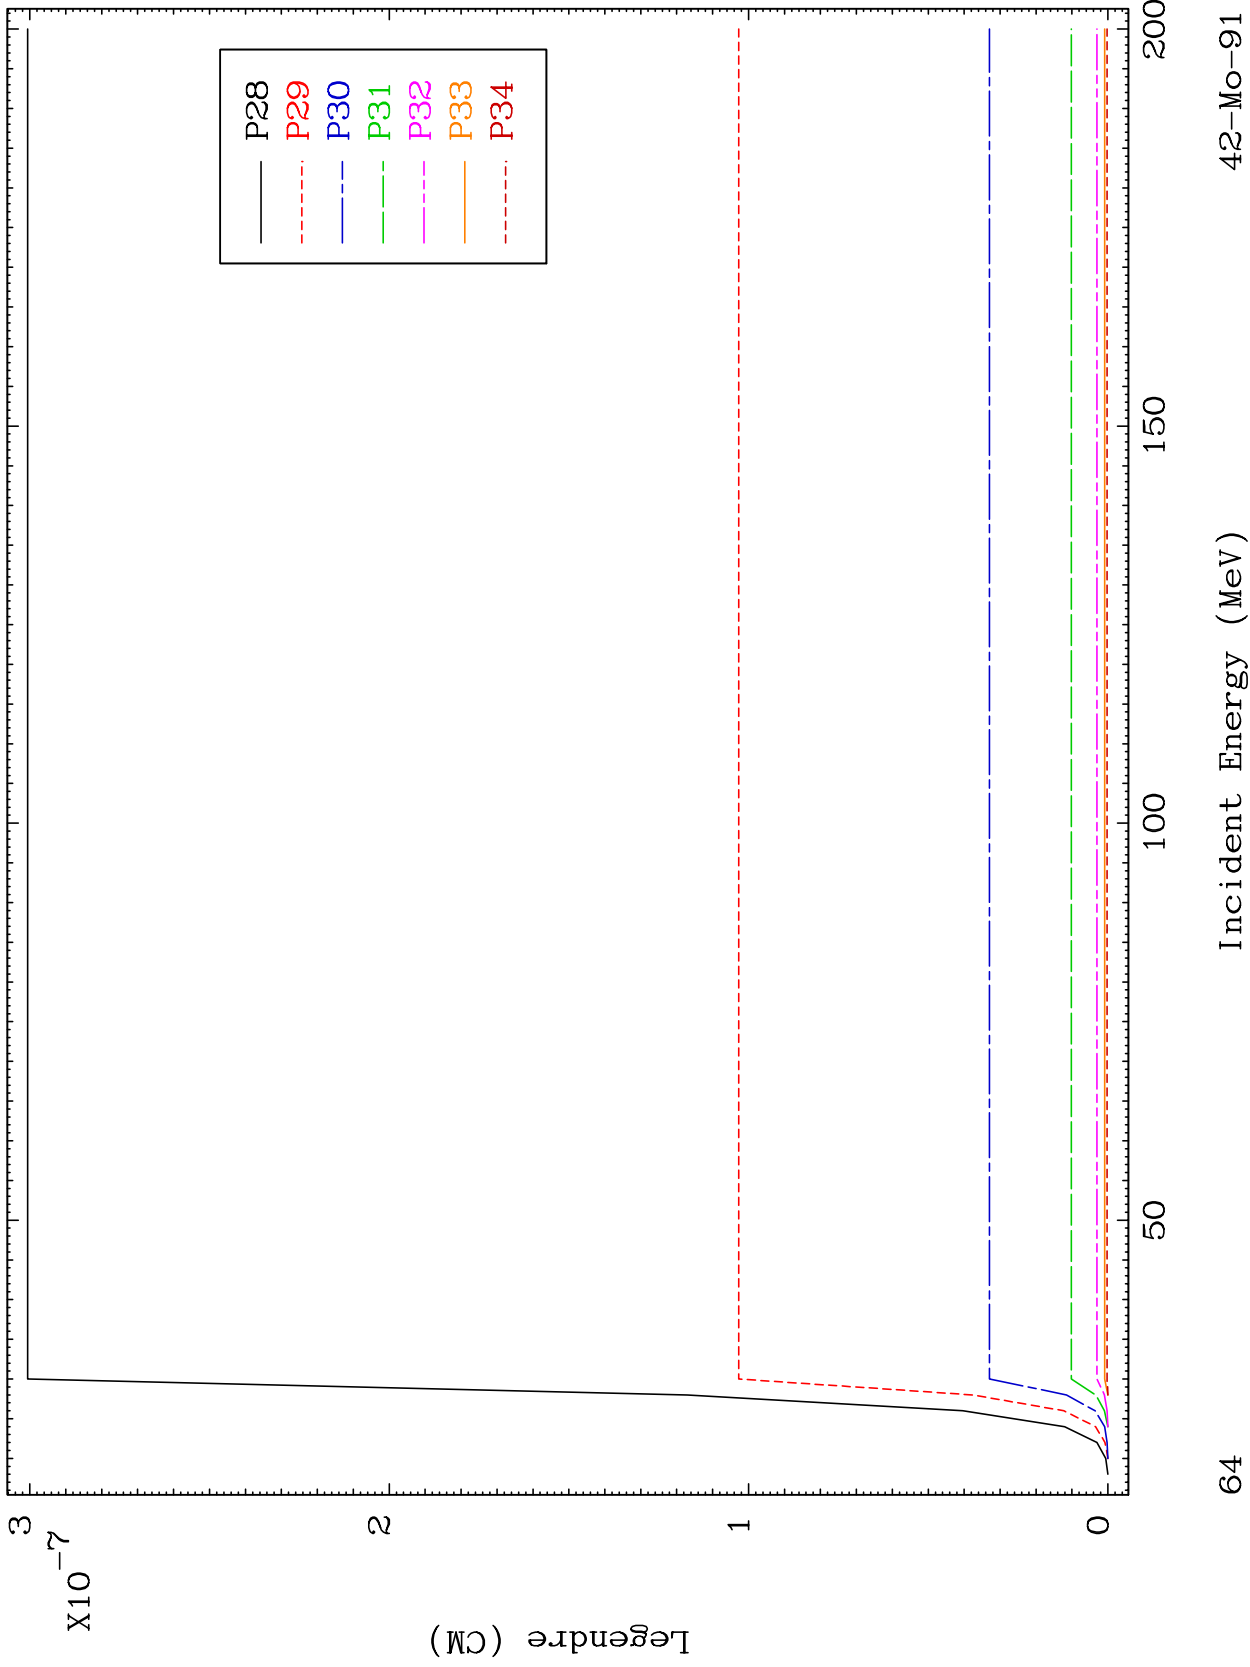 X10-7
3
2
1
0
Legendre (CM)
P28
P29
P30
P31
P32
P33
P34
50
100
150
200
Incident Energy (MeV)
64
42-Mo-91